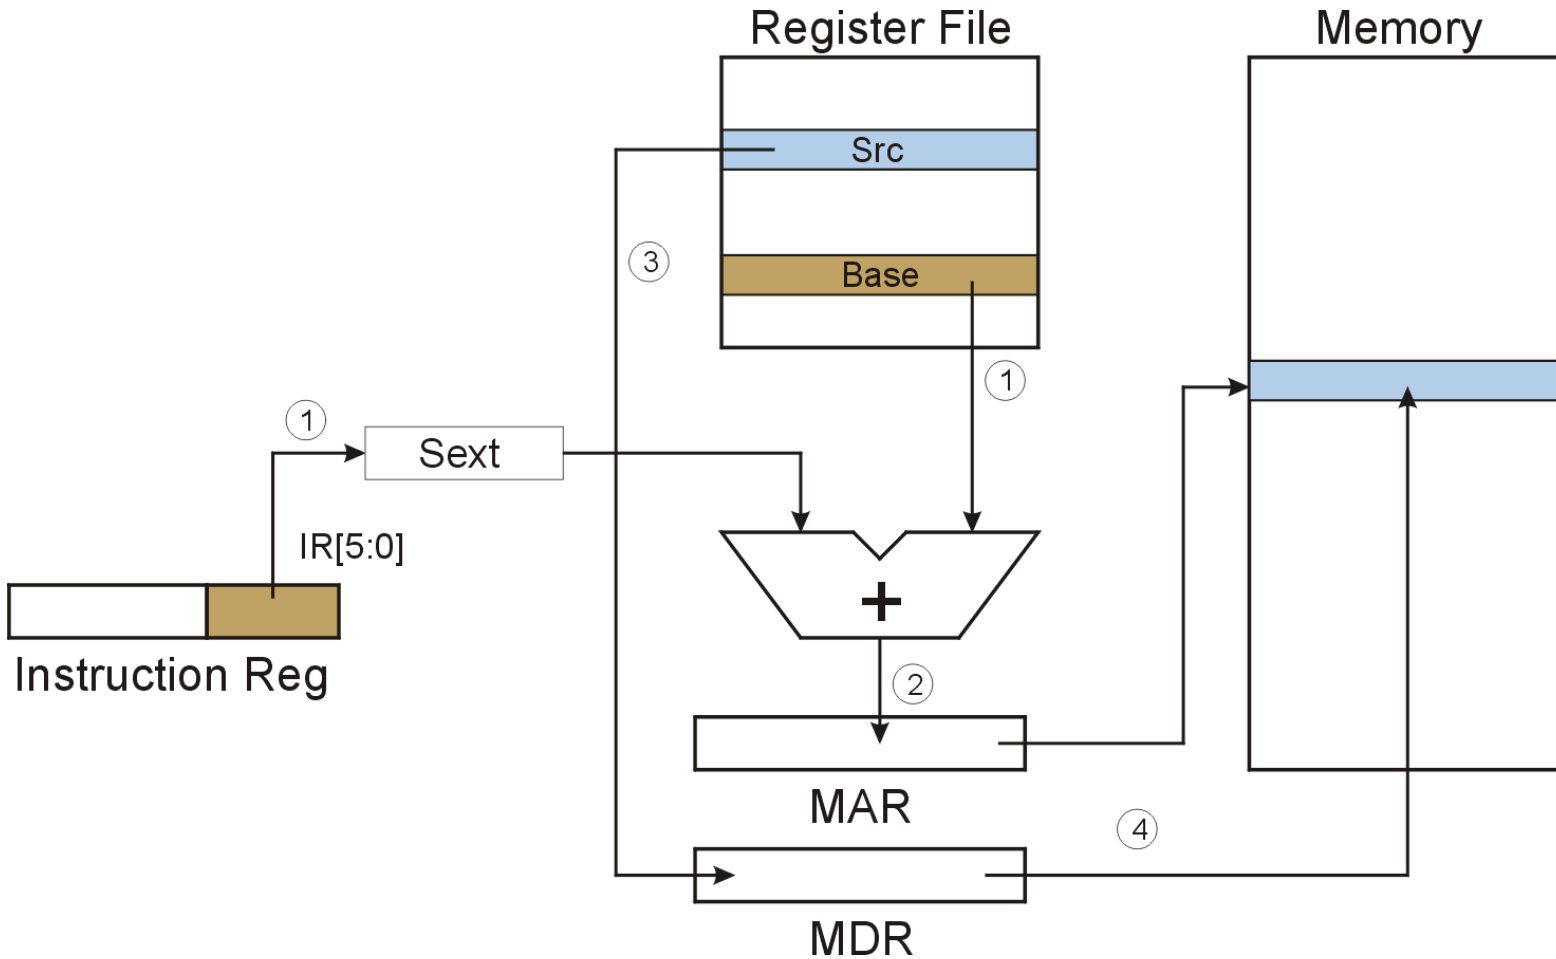 Register File
Memory
Src
3
Base
1
1
Sext
IR[5:0]
+
Instruction Reg
2
MAR
4
MDR